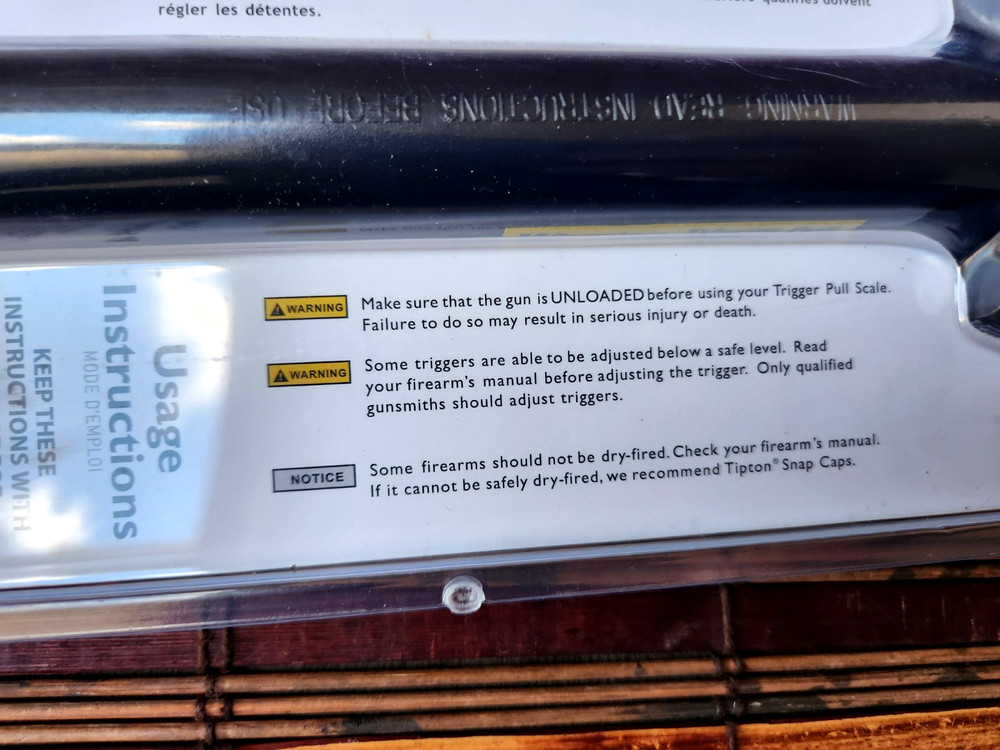 régler les détentes.
qualifiés doivent
WARNING: READ INSTRUCTIONS BEFORE USE
WARNING
Make sure that the gun is UNLOADED before using your Trigger Pull Scale.
Failure to do so may result in serious injury or death.
WARNING
Some triggers are able to be adjusted below a safe level. Read
your firearm's manual before adjusting the trigger. Only qualified
gunsmiths should adjust triggers.
NOTICE
Some firearms should not be dry-fired. Check your firearm's manual.
If it cannot be safely dry-fired, we recommend Tipton® Snap Caps.
Usage
Instructions
MODE D'EMPLOI
KEEP THESE
INSTRUCTIONS WITH